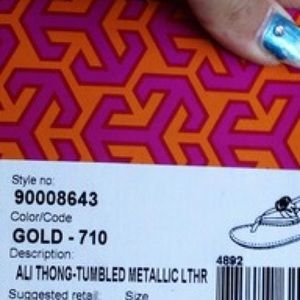 Style no:
90008643
Color/Code
GOLD - 710
Description:
4892
ALI THONG-TUMBLED METALLIC LTHR
Suggested retail: Size